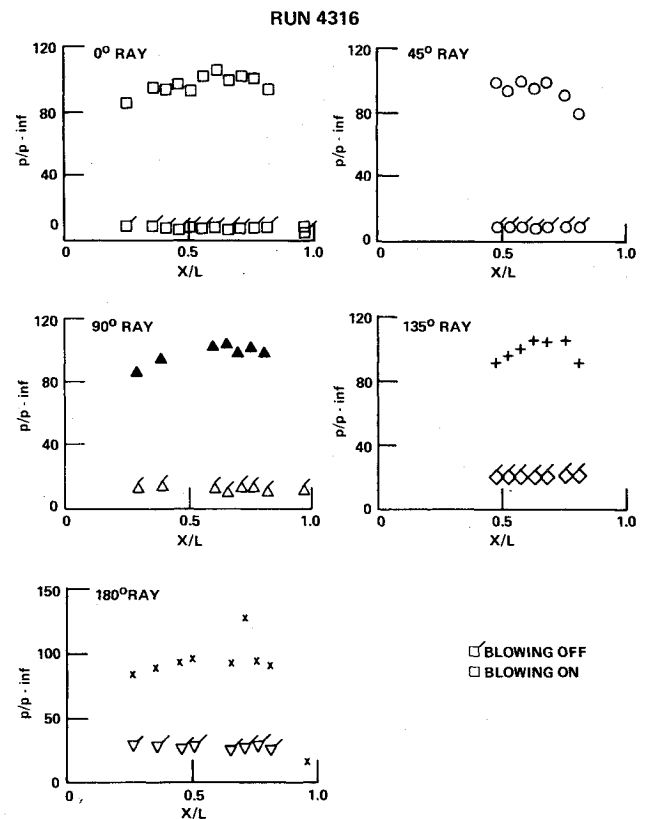 RUN 4316
0° RAY
120
80
40
0
p/p - inf
0
0.5
1.0
X/L
45° RAY
120
80
40
0
p/p - inf
0
0.5
1.0
X/L
90° RAY
120
80
40
0
p/p - inf
0
0.5
1.0
X/L
135° RAY
120
80
40
0
p/p - inf
0
0.5
1.0
X/L
180° RAY
150
100
50
0
p/p - inf
0
0.5
1.0
X/L
BLOWING OFF
BLOWING ON